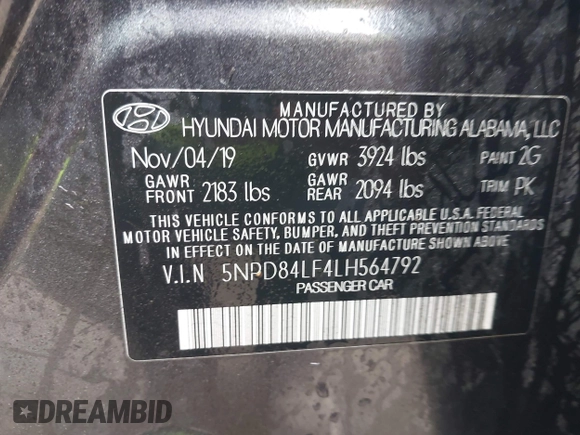 MANUFACTURED BY
HYUNDAI MOTOR MANUFACTURING ALABAMA, LLC
Nov/04/19 GVWR 3924 lbs PAINT 2G
GAWR FRONT 2183 lbs GAWR REAR 2094 lbs TRIM PK
THIS VEHICLE CONFORMS TO ALL APPLICABLE U.S.A. FEDERAL
MOTOR VEHICLE SAFETY, BUMPER, AND THEFT PREVENTION STANDARDS
IN EFFECT ON THE DATE OF MANUFACTURE SHOWN ABOVE.
V.I.N 5NPD84LF4LH564792
PASSENGER CAR
DREAMBID